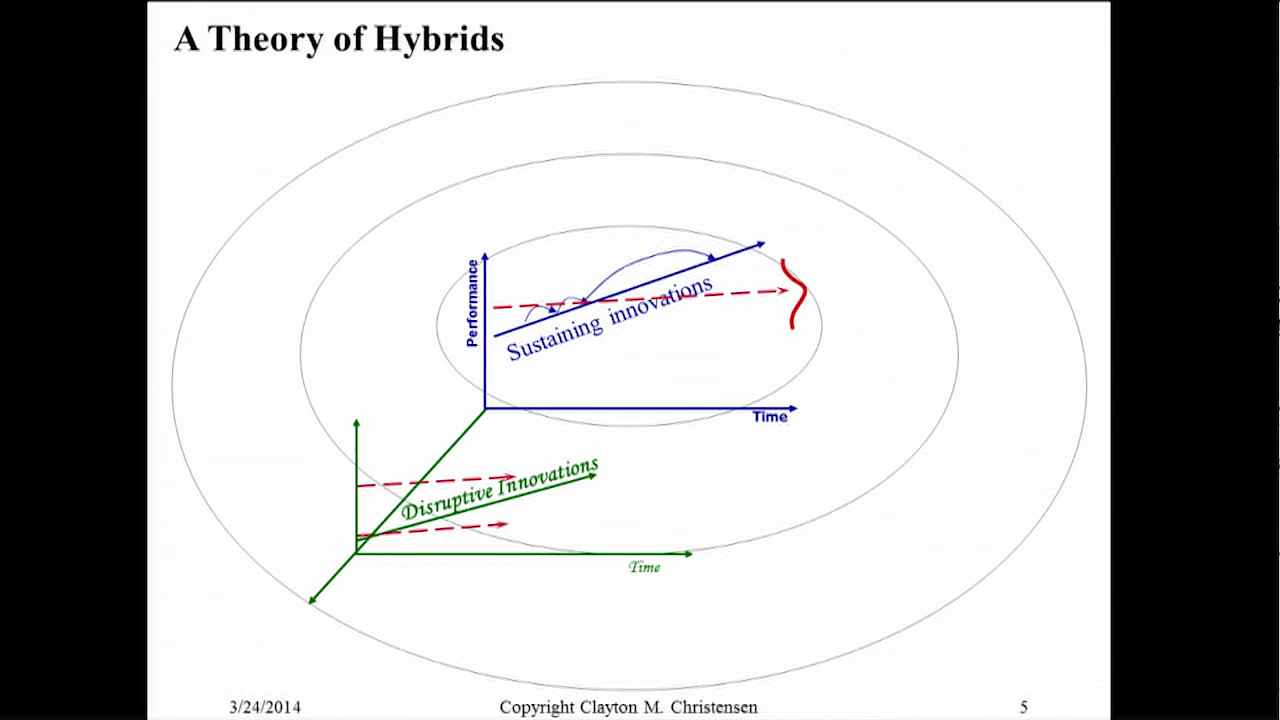 A Theory of Hybrids
Performance
Sustaining innovations
Time
Disruptive Innovations
Time
3/24/2014
Copyright Clayton M. Christensen
5